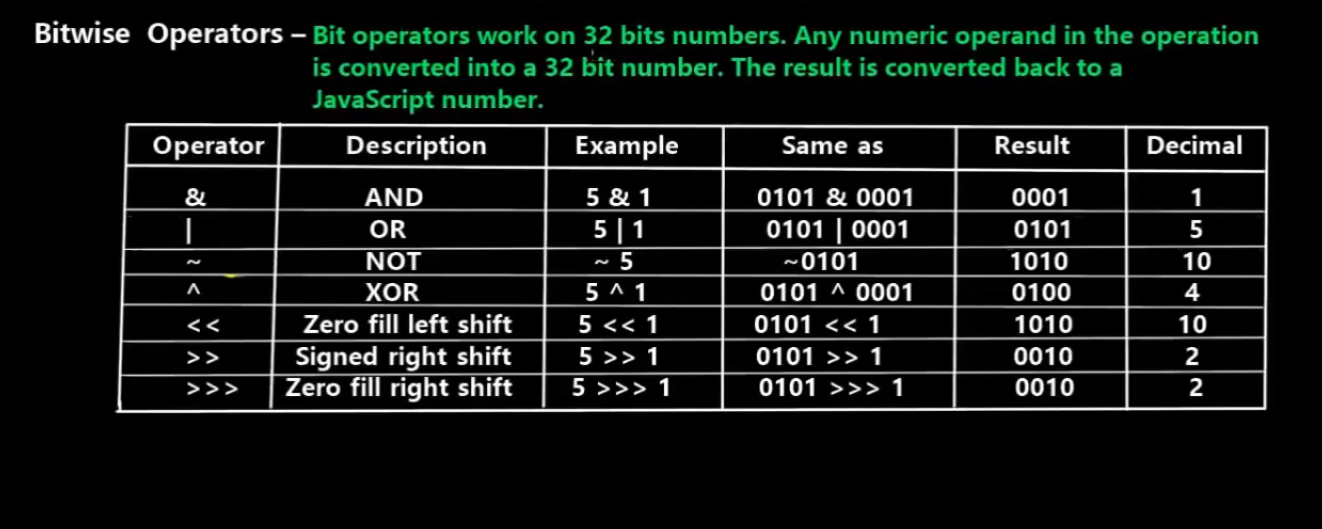 Bitwise Operators – Bit operators work on 32 bits numbers. Any numeric operand in the operation
is converted into a 32 bit number. The result is converted back to a
JavaScript number.
Operator Description Example Same as Result Decimal
& AND 5 & 1 0101 & 0001 0001 1
| OR 5 | 1 0101 | 0001 0101 5
~ NOT ~ 5 ~0101 1010 10
^ XOR 5 ^ 1 0101 ^ 0001 0100 4
<< Zero fill left shift 5 << 1 0101 << 1 1010 10
>> Signed right shift 5 >> 1 0101 >> 1 0010 2
>>> Zero fill right shift 5 >>> 1 0101 >>> 1 0010 2